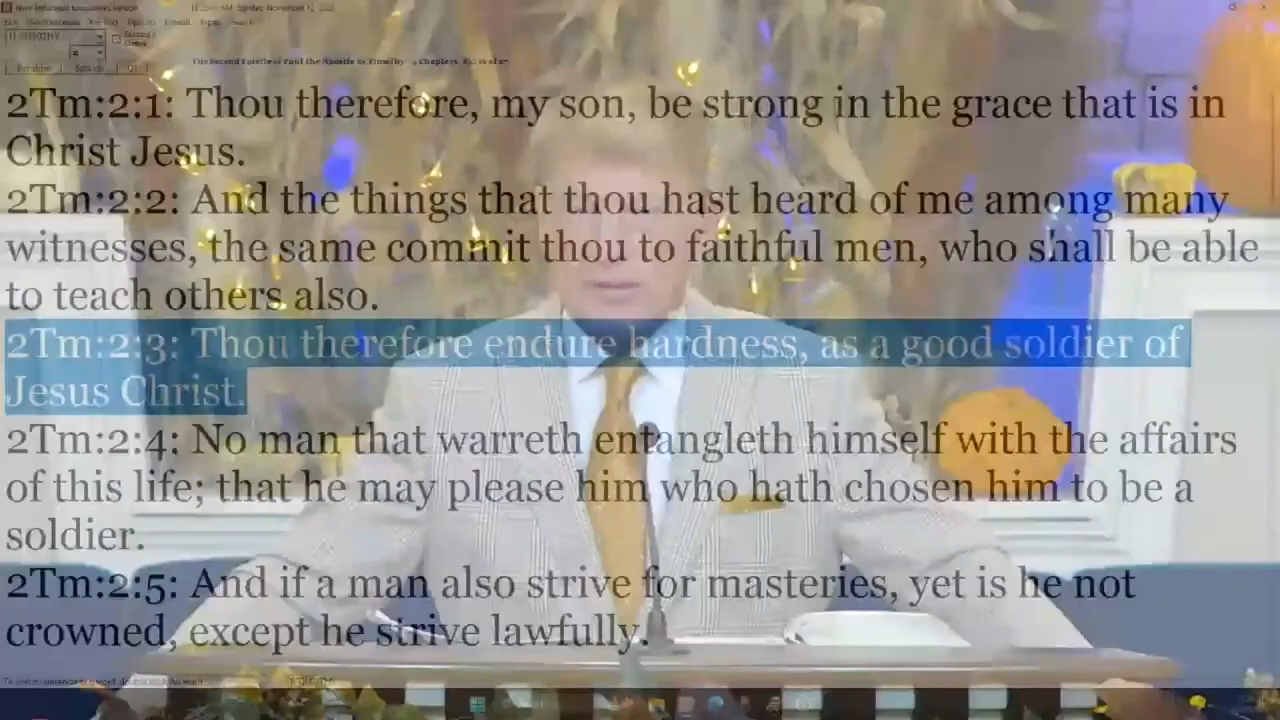 2Tm:2:1: Thou therefore, my son, be strong in the grace that is in
Christ Jesus.
2Tm:2:2: And the things that thou hast heard of me among many
witnesses, the same commit thou to faithful men, who shall be able
to teach others also.
2Tm:2:3: Thou therefore endure hardness, as a good soldier of
Jesus Christ.
2Tm:2:4: No man that warreth entangleth himself with the affairs
of this life; that he may please him who hath chosen him to be a
soldier.
2Tm:2:5: And if a man also strive for masteries, yet is he not
crowned, except he strive lawfully.